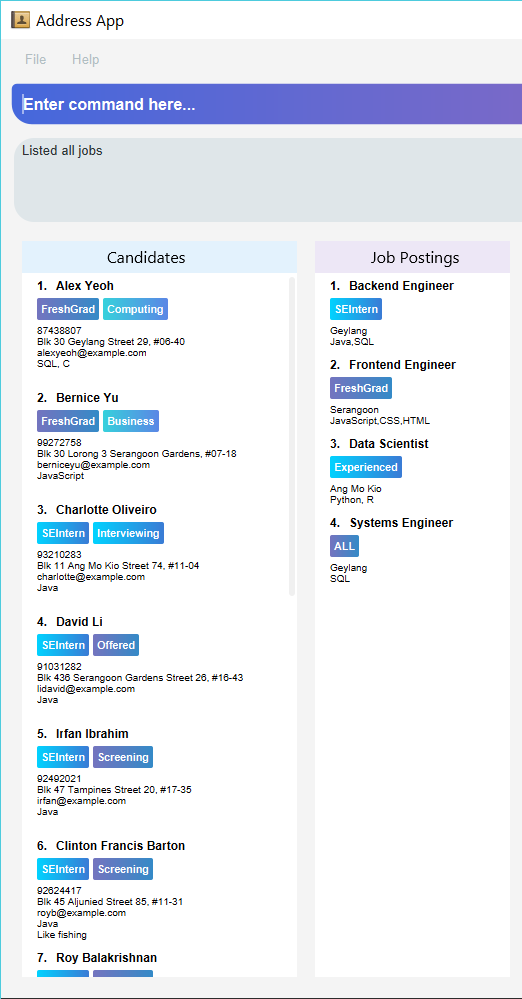 Address App
File Help
Enter command here...
Listed all jobs
Candidates
1. Alex Yeoh
FreshGrad Computing
87438807
Blk 30 Geylang Street 29, #06-40
alexyeoh@example.com
SQL, C
2. Bernice Yu
FreshGrad Business
99272758
Blk 30 Lorong 3 Serangoon Gardens, #07-18
berniceyu@example.com
JavaScript
3. Charlotte Oliveiro
SEIntern Interviewing
93210283
Blk 11 Ang Mo Kio Street 74, #11-04
charlotte@example.com
Java
4. David Li
SEIntern Offered
91031282
Blk 436 Serangoon Gardens Street 26, #16-43
lidavid@example.com
Java
5. Irfan Ibrahim
SEIntern Screening
92492021
Blk 47 Tampines Street 20, #17-35
irfan@example.com
Java
6. Clinton Francis Barton
SEIntern Screening
92624417
Blk 45 Aljunied Street 85, #11-31
royb@example.com
Java
Like fishing
7. Roy Balakrishnan
Job Postings
1. Backend Engineer
SEIntern
Geylang
Java,SQL
2. Frontend Engineer
FreshGrad
Serangoon
JavaScript,CSS,HTML
3. Data Scientist
Experienced
Ang Mo Kio
Python, R
4. Systems Engineer
ALL
Geylang
SQL